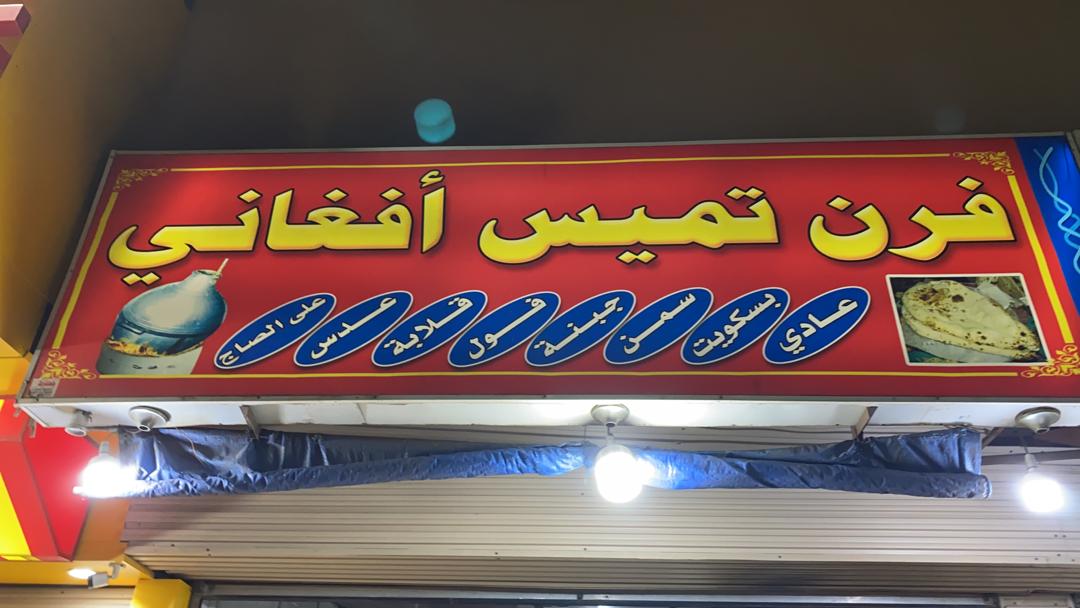 فرن تميس أفغاني
عادي بسكويت سمن جبنة فول قلابة عدس على الصاج